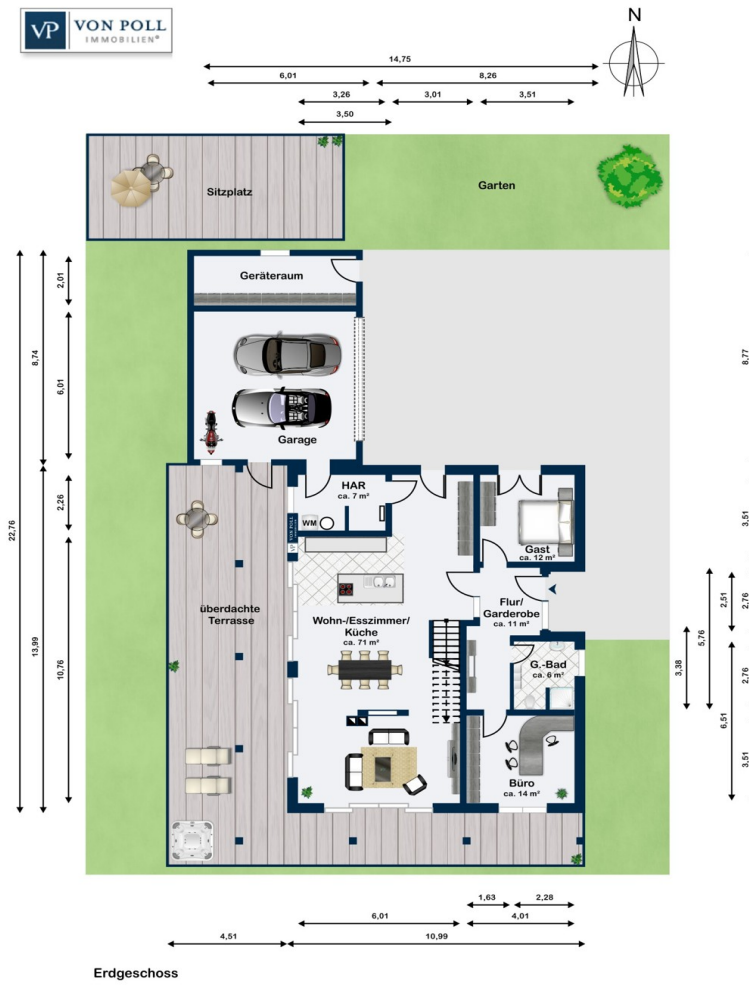 VP VON POLL
IMMOBILIEN®
N
14,75
6,01
8,26
3,26
3,01
3,51
3,50
Sitzplatz
Garten
Geräteraum
2,01
8,74
6,01
8,77
Garage
HAR
ca. 7 m²
WM
VP VON POLL
Gast
ca. 12 m²
2,26
3,51
22,76
überdachte
Terrasse
Wohn-/Esszimmer/
Küche
ca. 71 m²
Flur/
Garderobe
ca. 11 m²
2,51
2,76
5,76
13,99
10,76
G.-Bad
ca. 6 m²
3,38
2,76
6,51
Büro
ca. 14 m²
3,51
1,63
2,28
6,01
4,01
4,51
10,99
Erdgeschoss